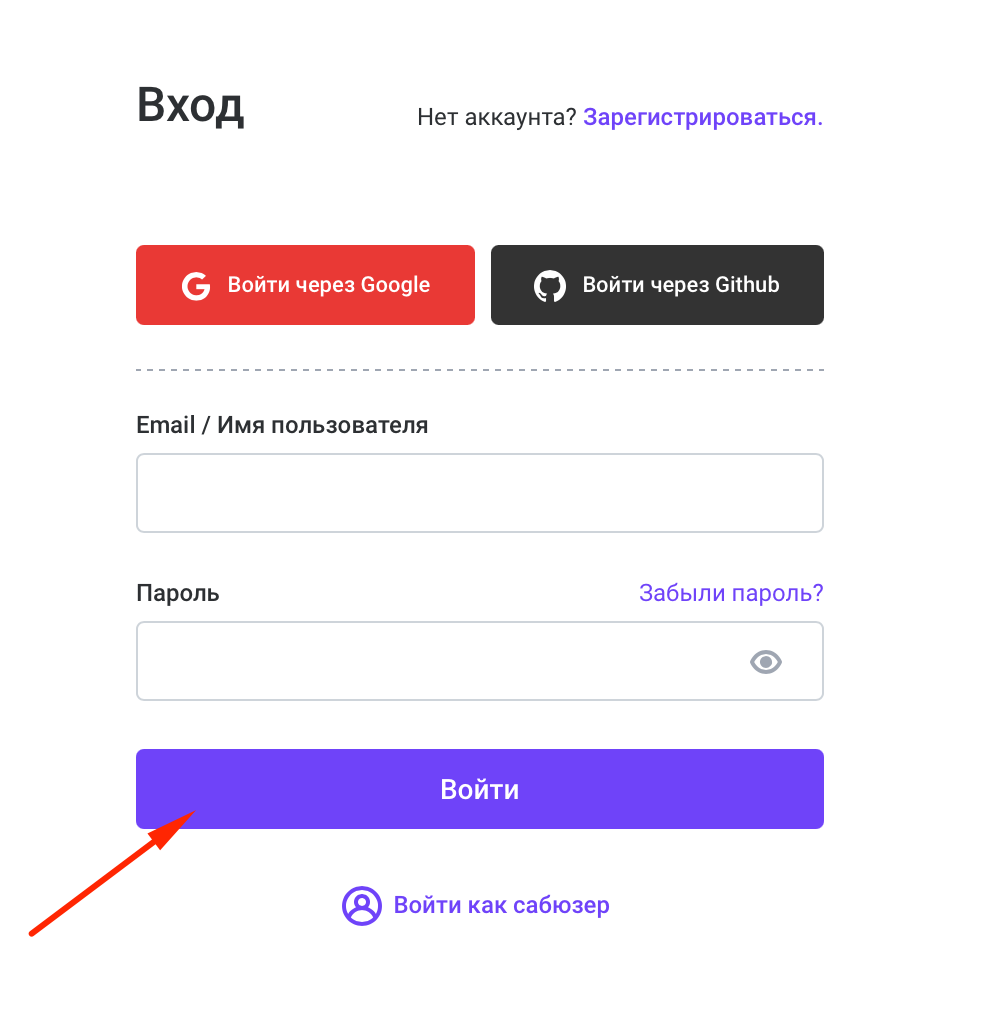 Вход
Нет аккаунта? Зарегистрироваться.
Войти через Google
Войти через Github
Email / Имя пользователя
Пароль
Забыли пароль?
Войти
Войти как сабюзер